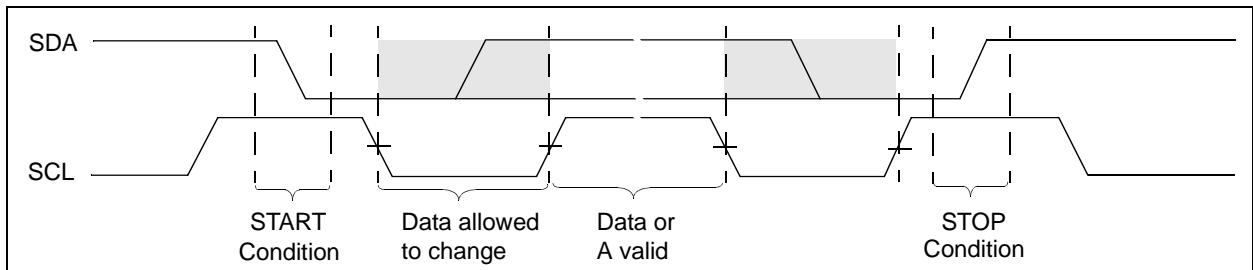 SDA
SCL
START
Condition
Data allowed
to change
Data or
A valid
STOP
Condition